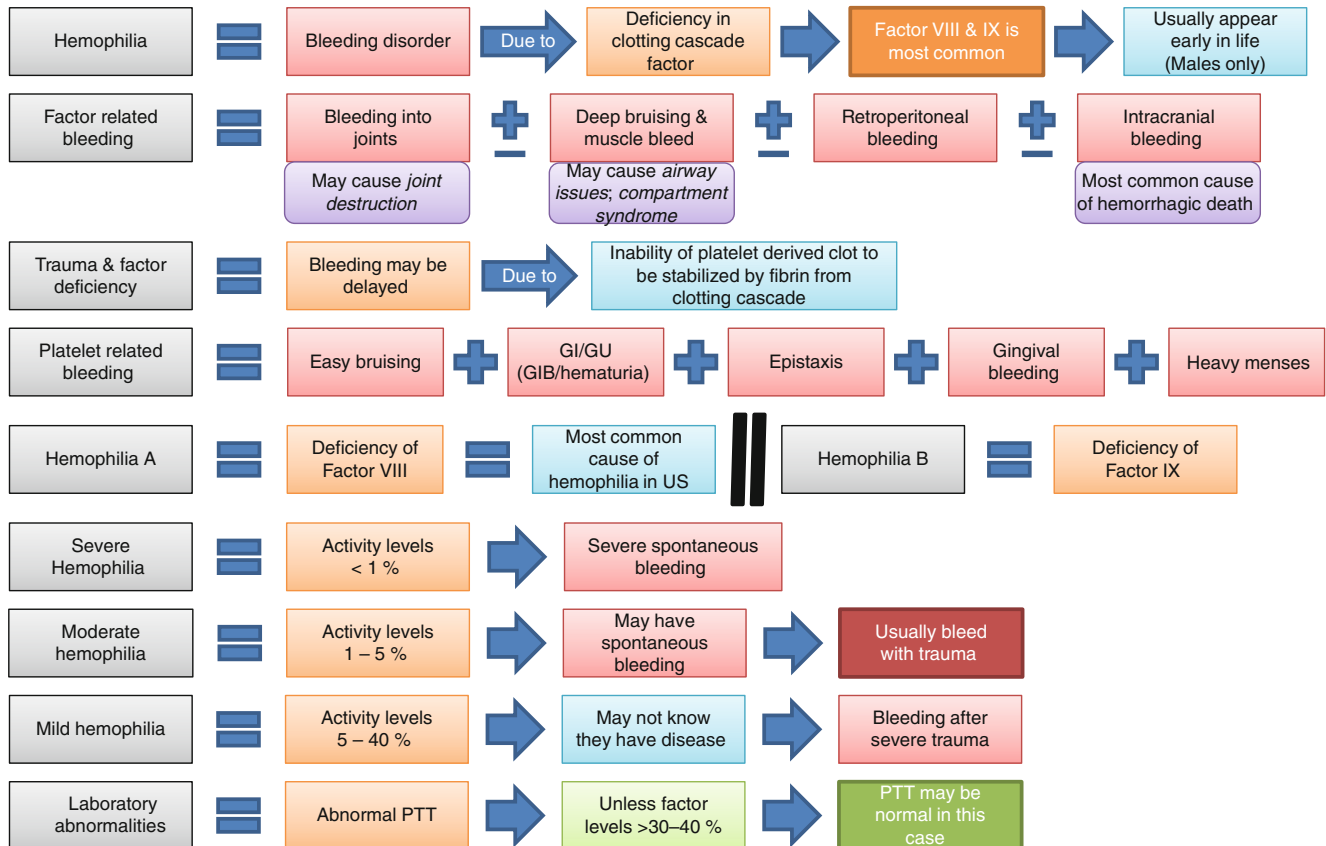 Hemophilia
Bleeding disorder
Due to
Deficiency in
clotting cascade
factor
Factor VIII & IX is
most common
Usually appear
early in life
(Males only)
Factor related
bleeding
Bleeding into
joints
May cause joint
destruction
Deep bruising &
muscle bleed
May cause airway
issues; compartment
syndrome
Retroperitoneal
bleeding
Intracranial
bleeding
Most common cause
of hemorrhagic death
Trauma & factor
deficiency
Bleeding may be
delayed
Due to
Inability of platelet derived clot to
be stabilized by fibrin from
clotting cascade
Platelet related
bleeding
Easy bruising
GI/GU
(GIB/hematuria)
Epistaxis
Gingival
bleeding
Heavy menses
Hemophilia A
Deficiency of
Factor VIII
Most common
cause of
hemophilia in US
Hemophilia B
Deficiency of
Factor IX
Severe
Hemophilia
Activity levels
< 1 %
Severe spontaneous
bleeding
Moderate
hemophilia
Activity levels
1 – 5 %
May have
spontaneous
bleeding
Usually bleed
with trauma
Mild hemophilia
Activity levels
5 – 40 %
May not know
they have disease
Bleeding after
severe trauma
Laboratory
abnormalities
Abnormal PTT
Unless factor
levels >30–40 %
PTT may be
normal in this
case